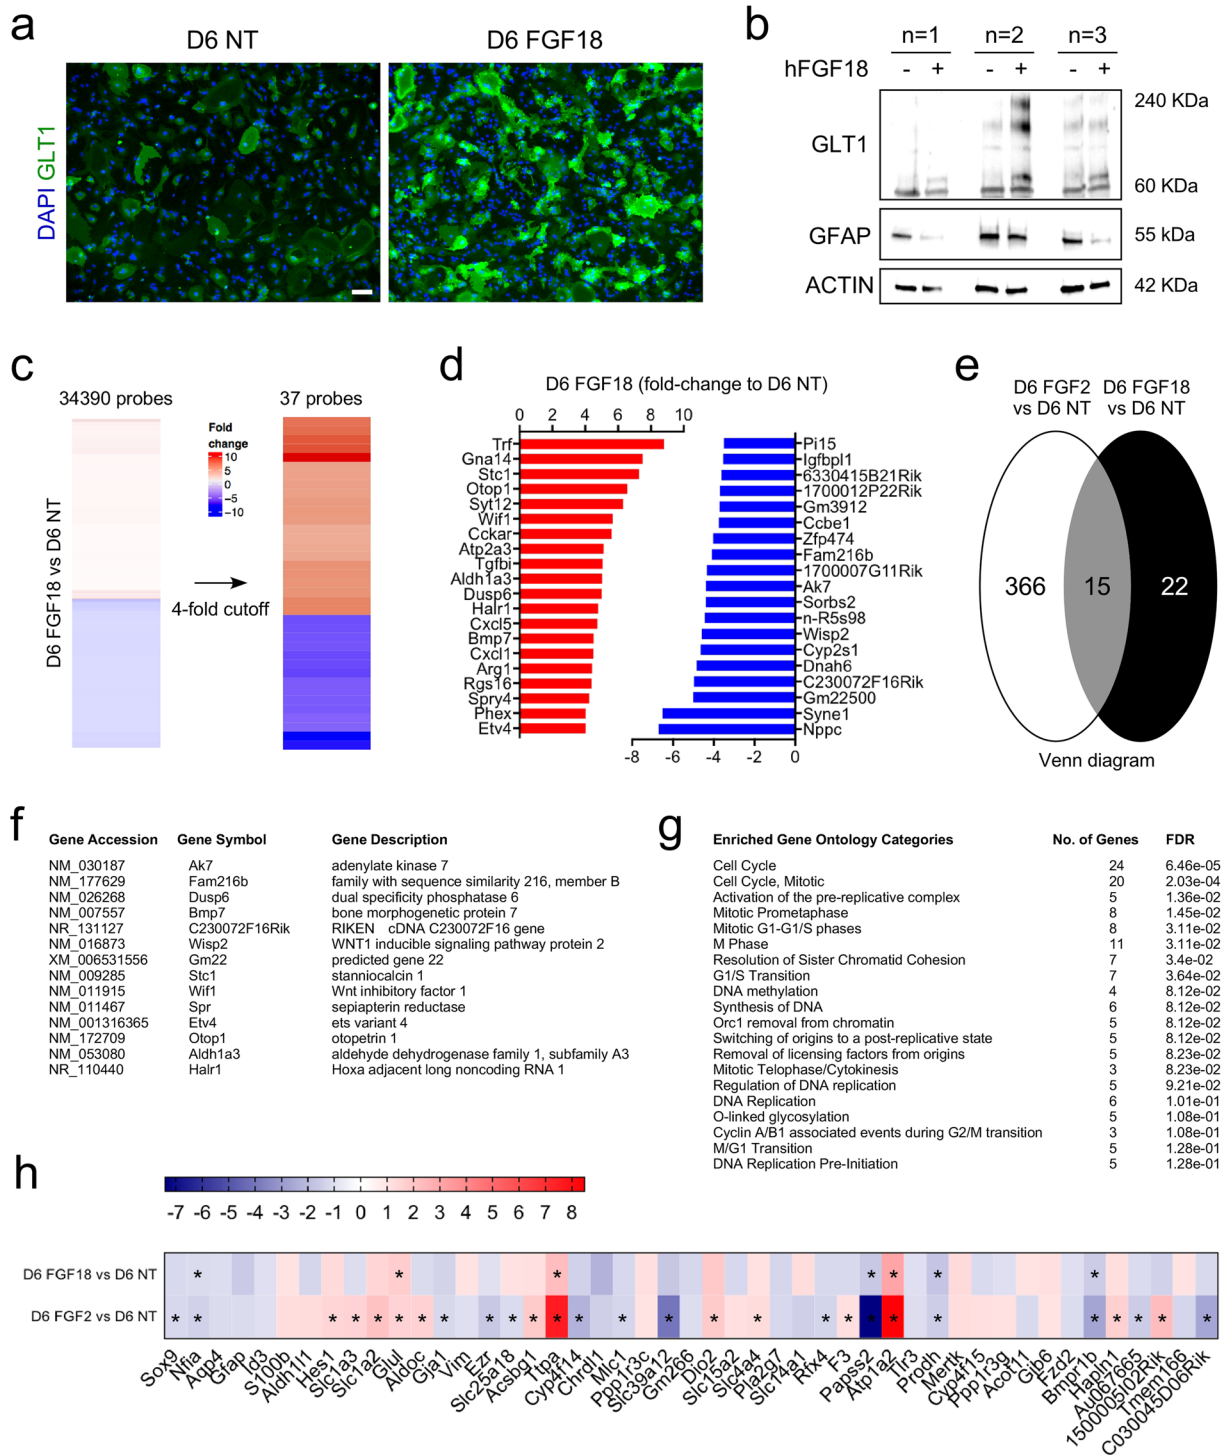 a
D6 NT
D6 FGF18
DAPI GLT1
b
n=1 n=2 n=3
hFGF18 - + - + - +
GLT1
240 KDa
60 KDa
GFAP
55 kDa
ACTIN
42 KDa
c
34390 probes
37 probes
D6 FGF18 vs D6 NT
Fold
change
10
5
0
−5
−10
4-fold cutoff
d
D6 FGF18 (fold-change to D6 NT)
0 2 4 6 8 10
Trf
Gna14
Stc1
Otop1
Syt12
Wif1
Cckar
Atp2a3
Tgfbi
Aldh1a3
Dusp6
Halr1
Cxcl5
Bmp7
Cxcl1
Arg1
Rgs16
Spry4
Phex
Etv4
Pi15
Igfbpl1
6330415B21Rik
1700012P22Rik
Gm3912
Ccbe1
Zfp474
Fam216b
1700007G11Rik
Ak7
Sorbs2
n-R5s98
Wisp2
Cyp2s1
Dnah6
C230072F16Rik
Gm22500
Syne1
Nppc
-8 -6 -4 -2 0
e
D6 FGF2
vs D6 NT
D6 FGF18
vs D6 NT
366 15 22
Venn diagram
f
Gene Accession Gene Symbol Gene Description
NM_030187 Ak7 adenylate kinase 7
NM_177629 Fam216b family with sequence similarity 216, member B
NM_026268 Dusp6 dual specificity phosphatase 6
NM_007557 Bmp7 bone morphogenetic protein 7
NR_131127 C230072F16Rik RIKEN cDNA C230072F16 gene
NM_016873 Wisp2 WNT1 inducible signaling pathway protein 2
XM_006531556 Gm22 predicted gene 22
NM_009285 Stc1 stanniocalcin 1
NM_011915 Wif1 Wnt inhibitory factor 1
NM_011467 Spr sepiapterin reductase
NM_001316365 Etv4 ets variant 4
NM_172709 Otop1 otopetrin 1
NM_053080 Aldh1a3 aldehyde dehydrogenase family 1, subfamily A3
NR_110440 Halr1 Hoxa adjacent long noncoding RNA 1
g
Enriched Gene Ontology Categories No. of Genes FDR
Cell Cycle 24 6.46e-05
Cell Cycle, Mitotic 20 2.03e-04
Activation of the pre-replicative complex 5 1.36e-02
Mitotic Prometaphase 8 1.45e-02
Mitotic G1-G1/S phases 8 3.11e-02
M Phase 11 3.11e-02
Resolution of Sister Chromatid Cohesion 7 3.4e-02
G1/S Transition 7 3.64e-02
DNA methylation 4 8.12e-02
Synthesis of DNA 6 8.12e-02
Orc1 removal from chromatin 5 8.12e-02
Switching of origins to a post-replicative state 5 8.12e-02
Removal of licensing factors from origins 5 8.23e-02
Mitotic Telophase/Cytokinesis 3 8.23e-02
Regulation of DNA replication 5 9.21e-02
DNA Replication 6 1.01e-01
O-linked glycosylation 5 1.08e-01
Cyclin A/B1 associated events during G2/M transition 3 1.08e-01
M/G1 Transition 5 1.28e-01
DNA Replication Pre-Initiation 5 1.28e-01
h
-7 -6 -5 -4 -3 -2 -1 0 1 2 3 4 5 6 7 8
D6 FGF18 vs D6 NT * * * * * * *
D6 FGF2 vs D6 NT * * * * * * * * * * * * * * * * * * * * * * * * * *
Sox9
Nfia
Aqp4
Gfap
Id3
S100b
Aldh1l1
Hes1
Slc1a3
Slc1a2
Glul
Aldoc
Gja1
Vim
Ezr
Slc25a18
Acsbg1
Ttpa
Cyp4f14
Chrdl1
Mlc1
Ppp1r3c
Slc39a12
Gm266
Dio2
Slc15a2
Slc4a4
Pla2g7
Slc14a1
Rfx4
F3
Papss2
Atp1a2
Tlr3
Prodh
Mertk
Cyp4f15
Ppp1r3g
Acot11
Gjb6
Fzd2
Bmpr1b
Hapln1
Au067665
1500005I02Rik
Tmem166
C030045D06Rik